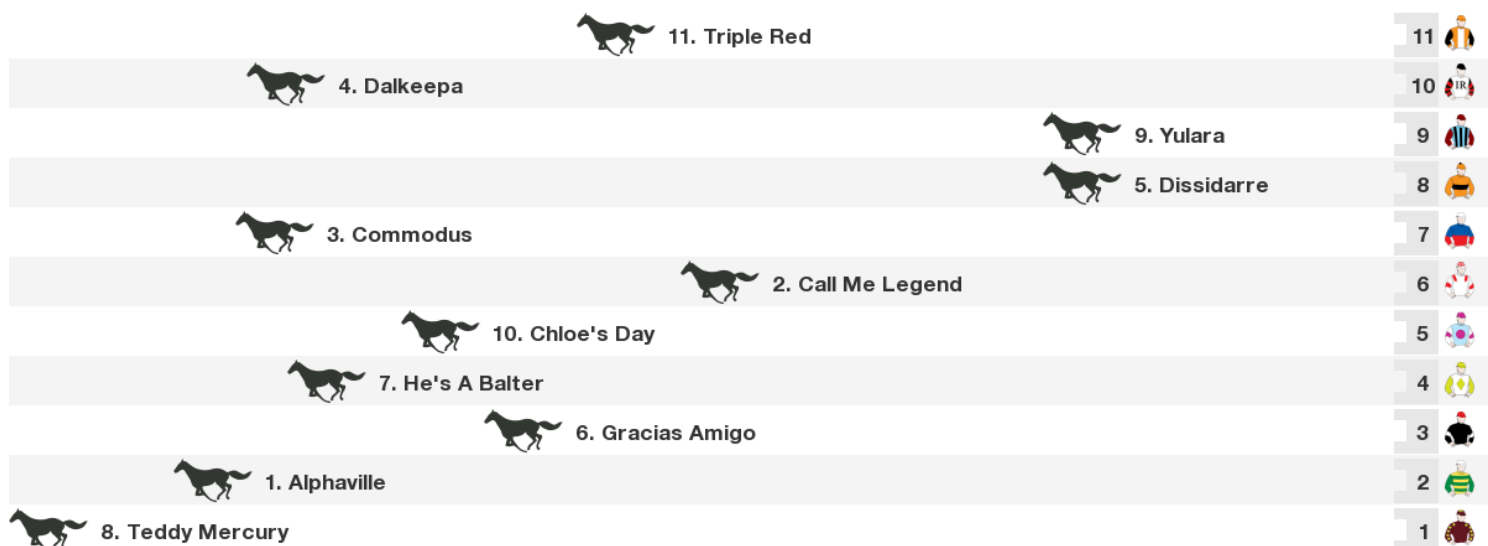 11. Triple Red 11
4. Dalkeepa 10 IR
9. Yulara 9
5. Dissidarre 8
3. Commodus 7
2. Call Me Legend 6
10. Chloe's Day 5
7. He's A Balter 4
6. Gracias Amigo 3
1. Alphaville 2
8. Teddy Mercury 1